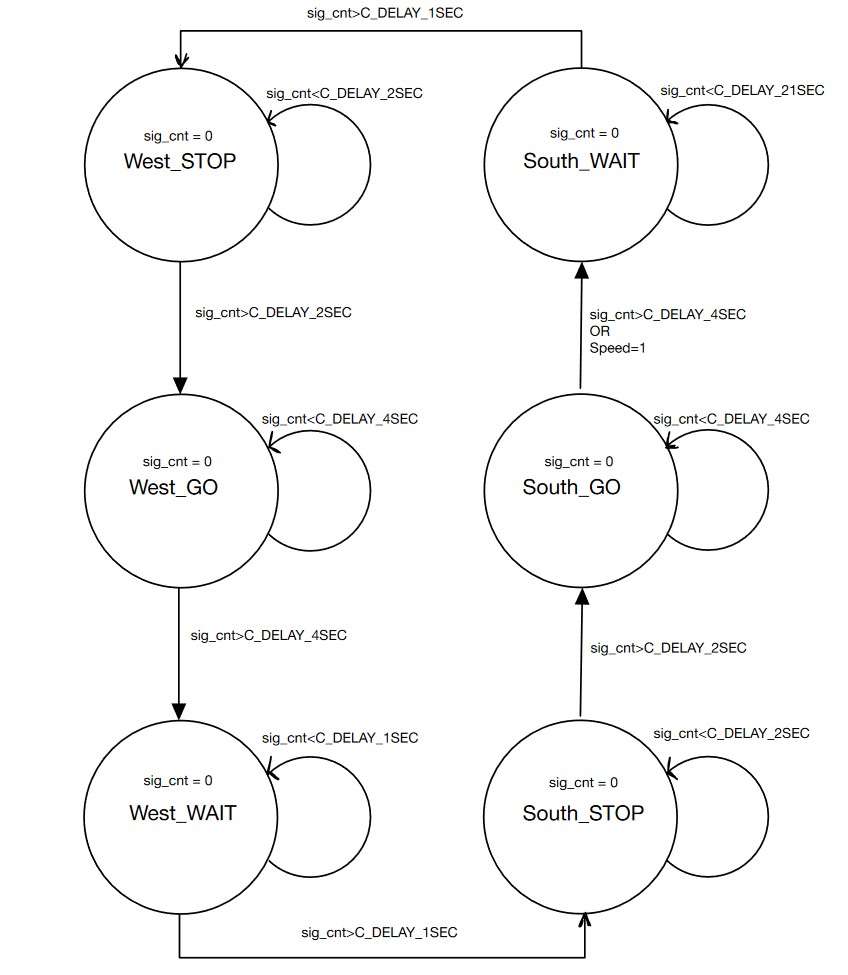 sig_cnt>C_DELAY_1SEC
sig_cnt<C_DELAY_2SEC
sig_cnt = 0
West_STOP
sig_cnt<C_DELAY_21SEC
sig_cnt = 0
South_WAIT
sig_cnt>C_DELAY_2SEC
sig_cnt>C_DELAY_4SEC
OR
Speed=1
sig_cnt<C_DELAY_4SEC
sig_cnt = 0
West_GO
sig_cnt<C_DELAY_4SEC
sig_cnt = 0
South_GO
sig_cnt>C_DELAY_4SEC
sig_cnt>C_DELAY_2SEC
sig_cnt<C_DELAY_1SEC
sig_cnt = 0
West_WAIT
sig_cnt<C_DELAY_2SEC
sig_cnt = 0
South_STOP
sig_cnt>C_DELAY_1SEC